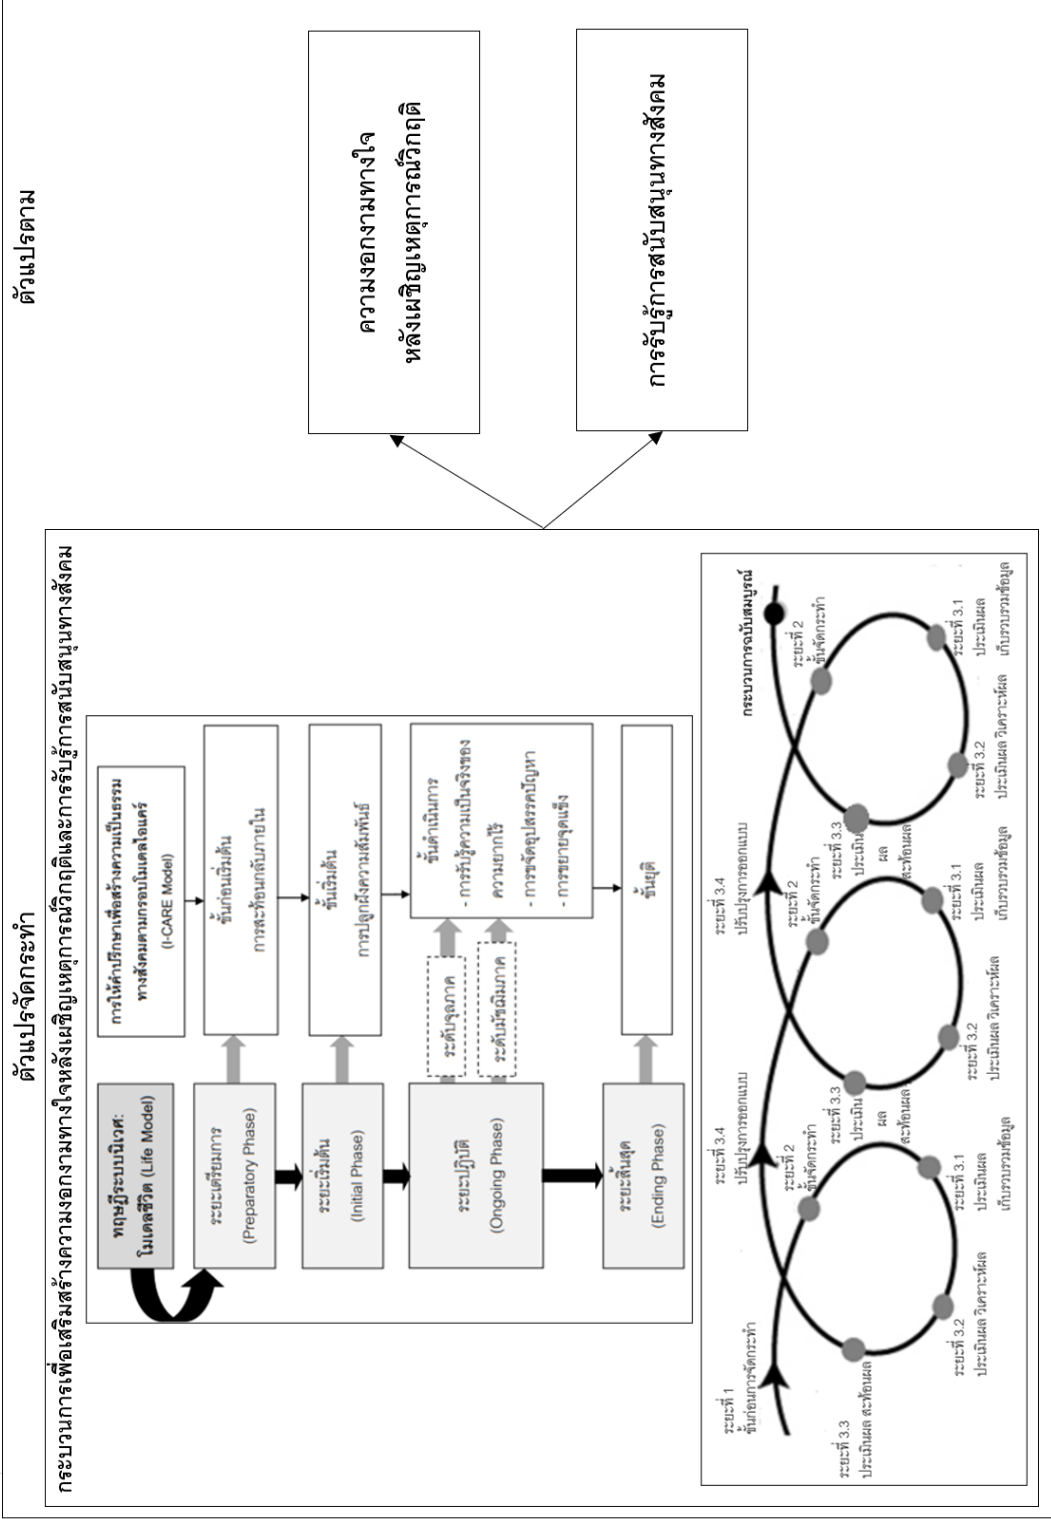 ตัวแปรจัดกระทำ
ตัวแปรตาม
กระบวนการเพื่อเสริมสร้างความงอกงามทางใจหลังเผชิญเหตุการณ์วิกฤติและการรับรู้การสนับสนุนทางสังคม
ทฤษฎีระบบนิเวศ:
โมเดลชีวิต (Life Model)
การให้คำปรึกษาเพื่อสร้างความเป็นธรรม
ทางสังคมตามกรอบโมเดลไอแคร์
(I-CARE Model)
ระยะเตรียมการ
(Preparatory Phase)
ขั้นก่อนเริ่มต้น
การสะท้อนกลับภายใน
ระยะเริ่มต้น
(Initial Phase)
ขั้นเริ่มต้น
การปลูกฝังความสัมพันธ์
ระยะปฏิบัติ
(Ongoing Phase)
ระดับจุลภาค
ระดับมัชฌิมภาค
ขั้นดำเนินการ
- การรับรู้ความเป็นจริงของ
ความยากไร้
- การขจัดอุปสรรคปัญหา
- การขยายจุดแข็ง
ระยะสิ้นสุด
(Ending Phase)
ขั้นยุติ
ความงอกงามทางใจ
หลังเผชิญเหตุการณ์วิกฤติ
การรับรู้การสนับสนุนทางสังคม
ระยะที่ 1
ขั้นก่อนการจัดกระทำ
ระยะที่ 2
ขั้นจัดกระทำ
ระยะที่ 3.1
ประเมินผล
เก็บรวบรวมข้อมูล
ระยะที่ 3.2
ประเมินผล วิเคราะห์ผล
ระยะที่ 3.3
ประเมินผล สะท้อนผล
ระยะที่ 3.4
ปรับปรุงการออกแบบ
ระยะที่ 2
ขั้นจัดกระทำ
ระยะที่ 3.1
ประเมินผล
เก็บรวบรวมข้อมูล
ระยะที่ 3.2
ประเมินผล วิเคราะห์ผล
ระยะที่ 3.3
ประเมิน
ผล
สะท้อนผล
ระยะที่ 3.4
ปรับปรุงการออกแบบ
ระยะที่ 2
ขั้นจัดกระทำ
ระยะที่ 3.1
ประเมินผล
เก็บรวบรวมข้อมูล
ระยะที่ 3.2
ประเมินผล วิเคราะห์ผล
ระยะที่ 3.3
ประเมิน
ผล
สะท้อนผล
กระบวนการฉบับสมบูรณ์